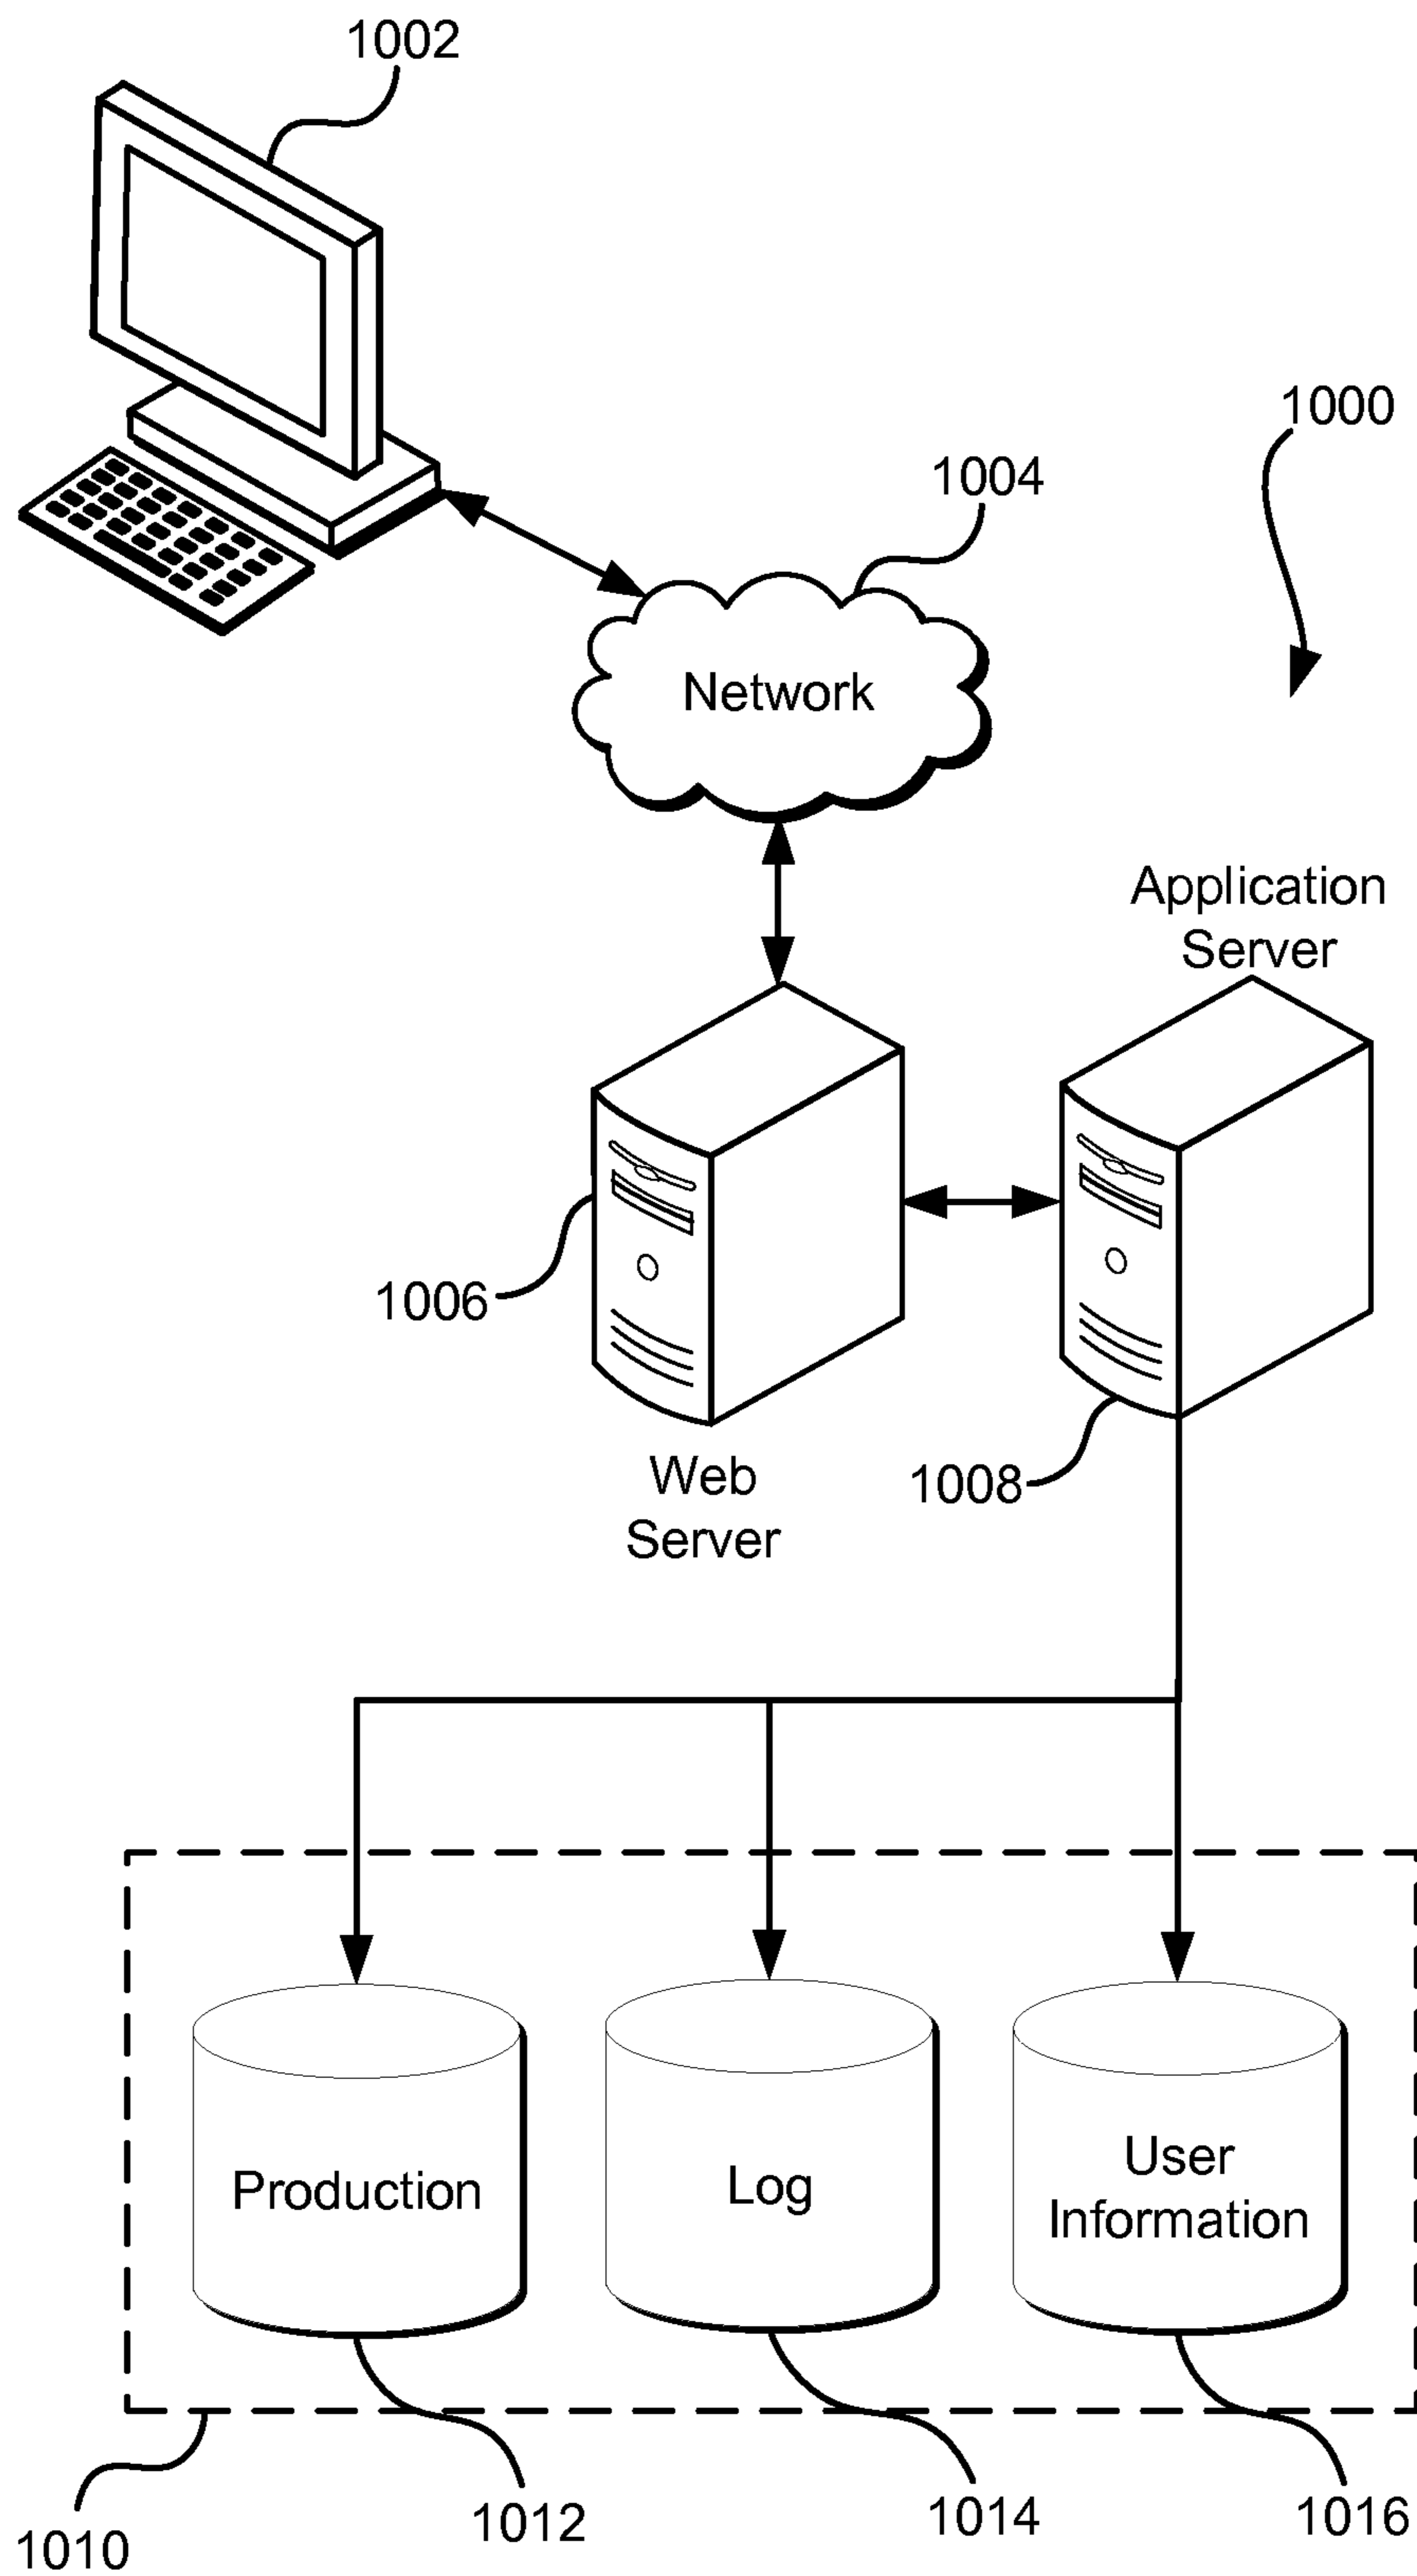 1002
1000
1004
Network
Application
Server
1006
1008
Web
Server
Production
Log
User
Information
1010
1012
1014
1016